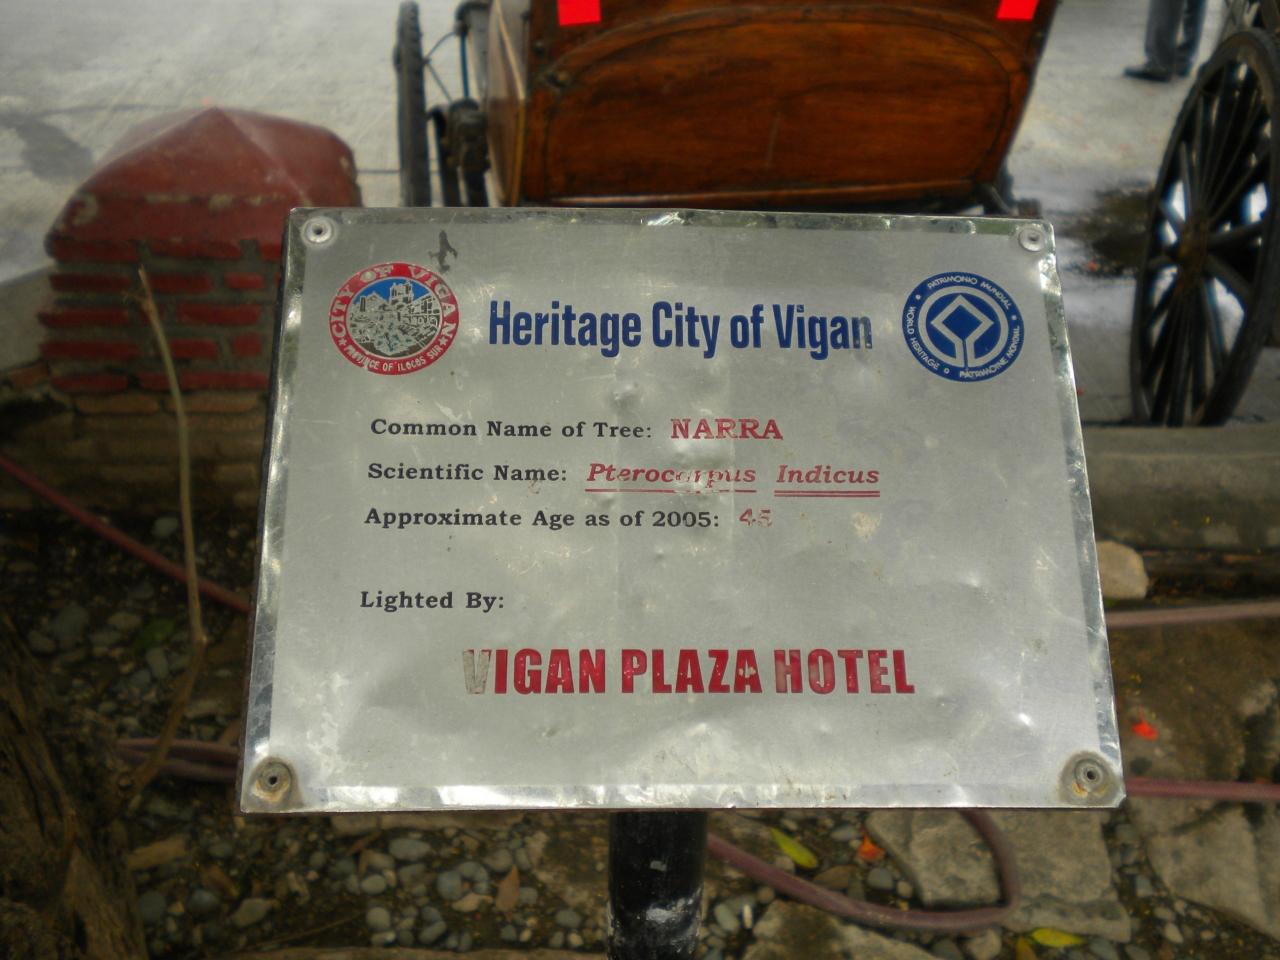 CITY OF VIGAN
PROVINCE OF ILOCOS SUR
Heritage City of Vigan
PATRIMONIO MUNDIAL
WORLD HERITAGE
PATRIMOINE MONDIAL
Common Name of Tree: NARRA
Scientific Name: Pterocarpus Indicus
Approximate Age as of 2005: 45
Lighted By:
VIGAN PLAZA HOTEL